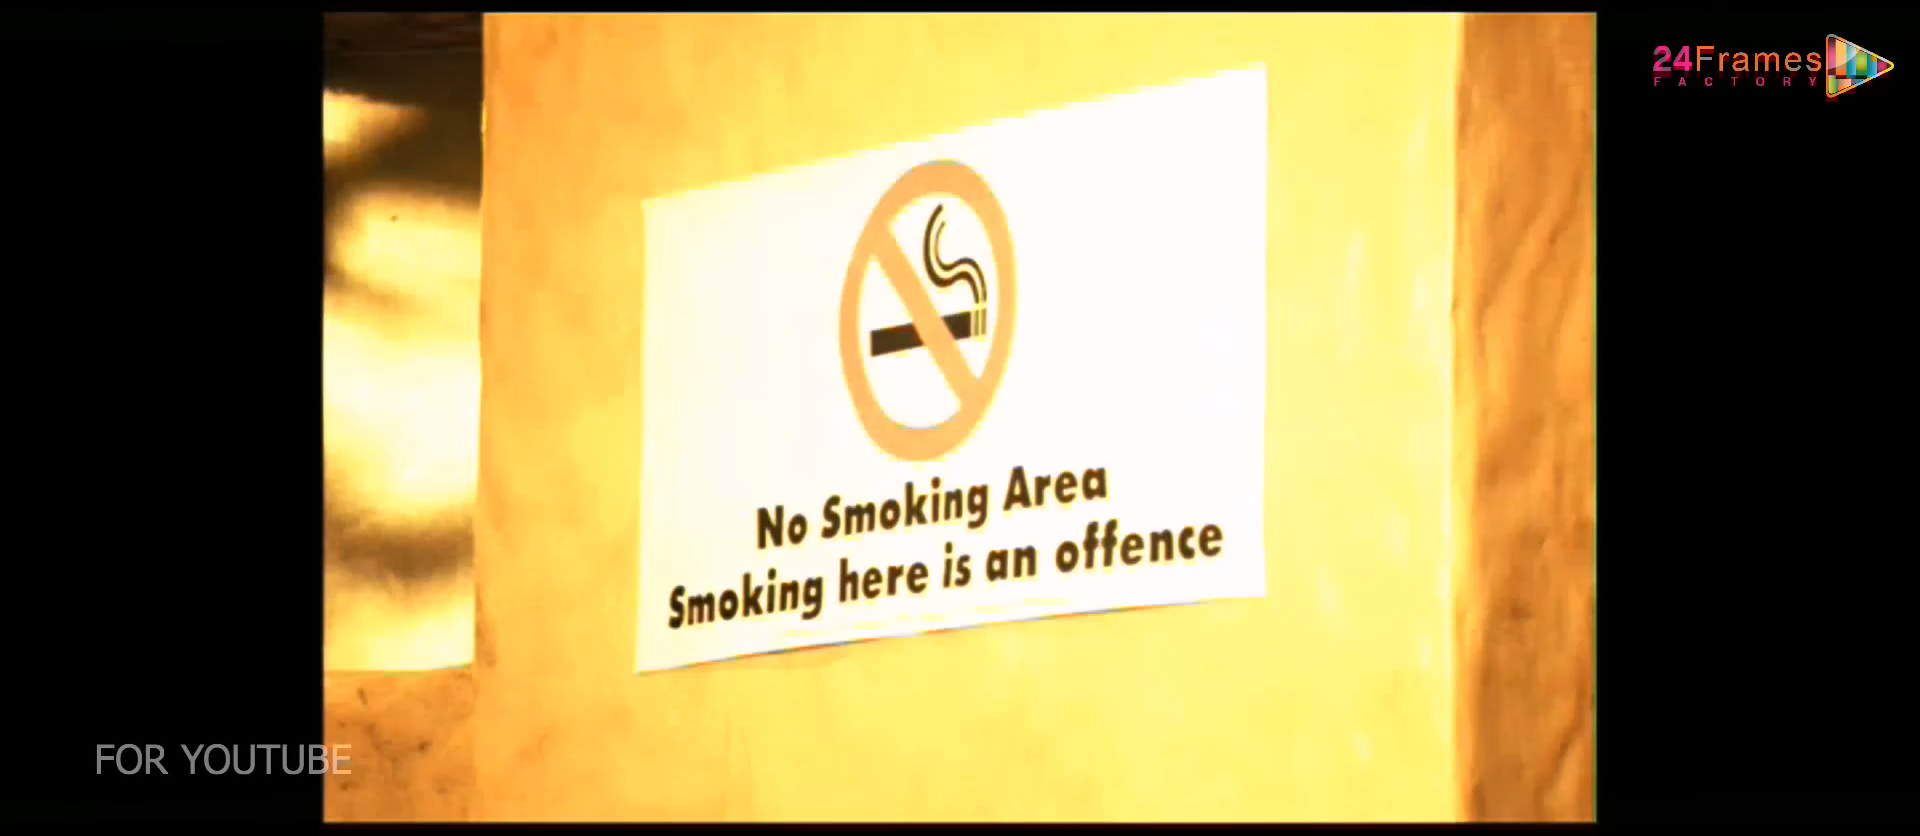 24Frames
FACTORY
No Smoking Area
Smoking here is an offence
FOR YOUTUBE